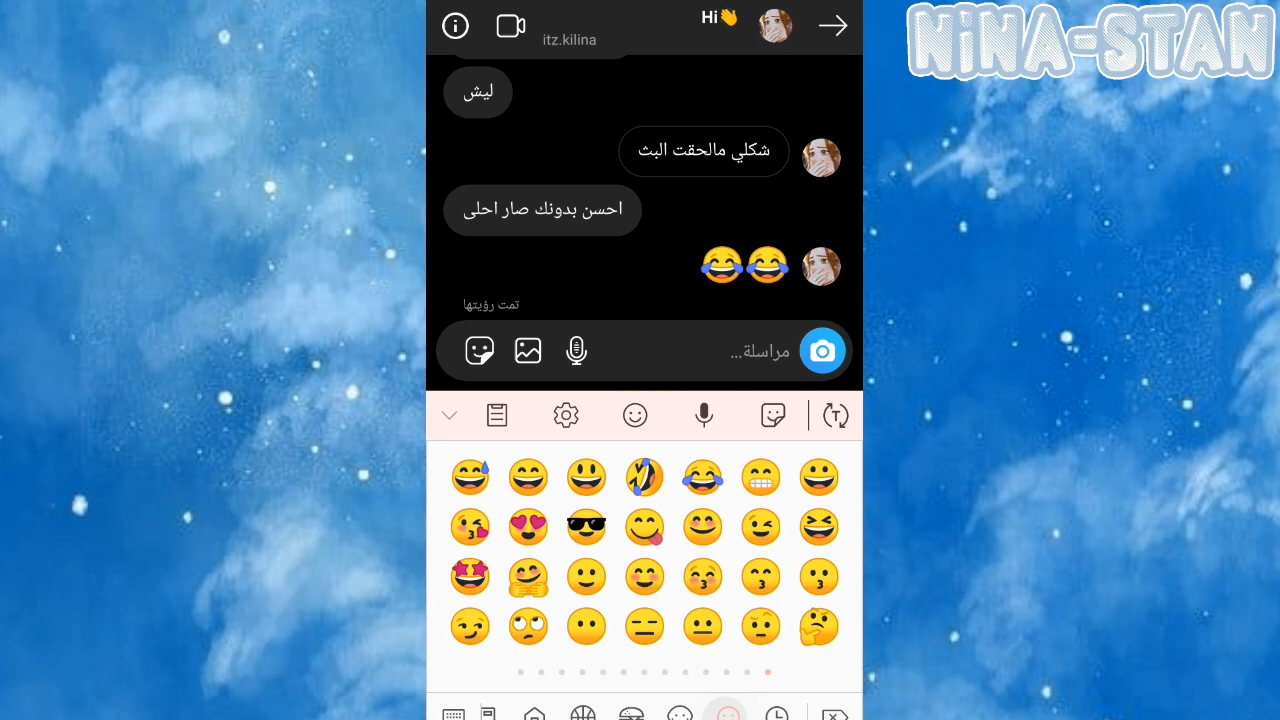 NiNA-STAN
Hi👋
itz.kilina
ليش
شكلي مالحقت البث
احسن بدونك صار احلى
😂😂
تمت رؤيتها
مراسلة...